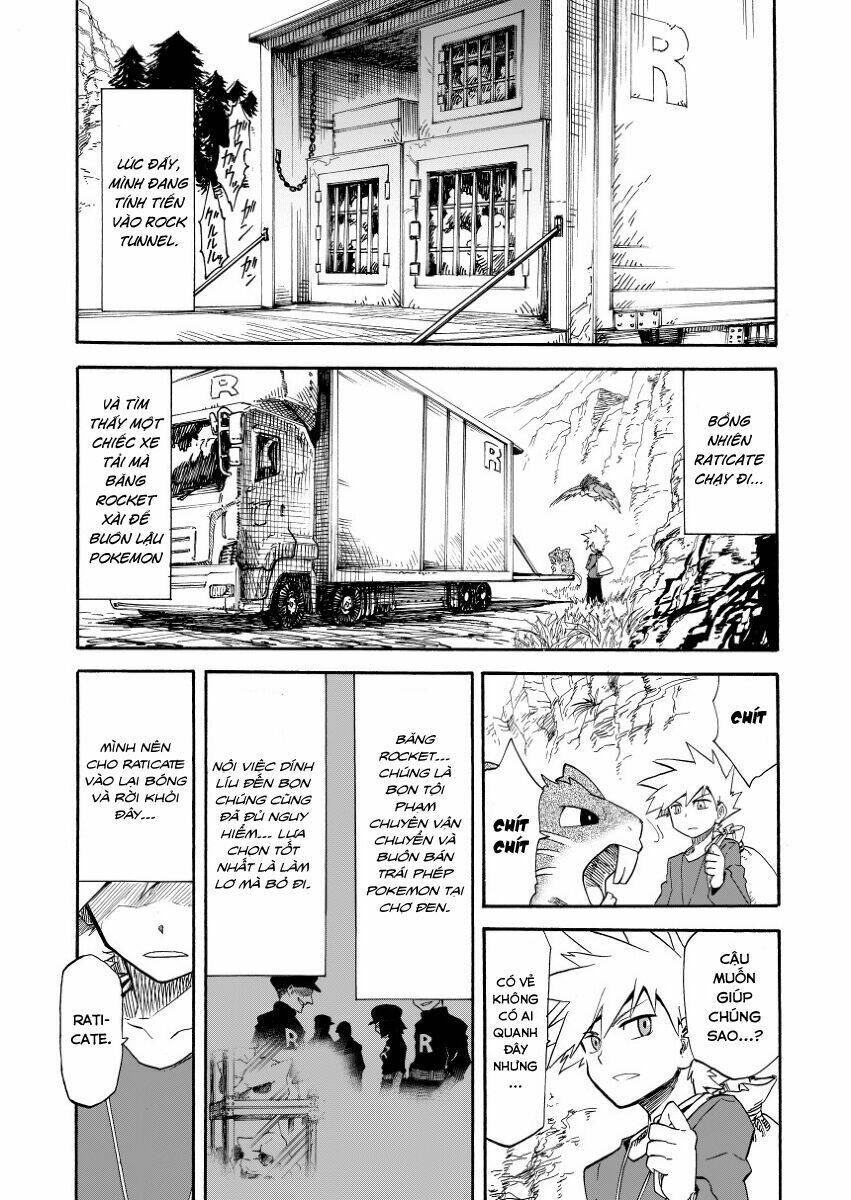 R
LÚC ĐẤY,
MÌNH ĐANG
TÍNH TIẾN
VÀO ROCK
TUNNEL.
BỖNG
NHIÊN
RATICATE
CHẠY ĐI...
R
R
VÀ TÌM
THẤY MỘT
CHIẾC XE
TẢI MÀ
BĂNG
ROCKET
XÀI ĐỂ
BUÔN LẬU
POKEMON
CHÍT
CHÍT
CHÍT
CẬU
MUỐN
GIÚP
CHÚNG
SAO...?
CÓ VẺ
KHÔNG
CÓ AI
QUANH
ĐÂY NHƯNG
...
BĂNG
ROCKET...
CHÚNG LÀ
BỌN TỘI
PHẠM
CHUYÊN VẬN
CHUYỂN VÀ
BUÔN BÁN
TRÁI PHÉP
POKEMON TẠI
CHỢ ĐEN.
NÓI VIỆC DÍNH
LÍU ĐẾN BỌN
CHÚNG CŨNG
ĐÃ ĐỦ NGUY
HIỂM... LỰA
CHỌN TỐT
NHẤT LÀ LÀM
LƠ MÀ BỎ ĐI.
R
R
MÌNH NÊN
CHO RATICATE
VÀO LẠI BÓNG
VÀ RỜI KHỎI
ĐÂY...
RATI-
CATE.